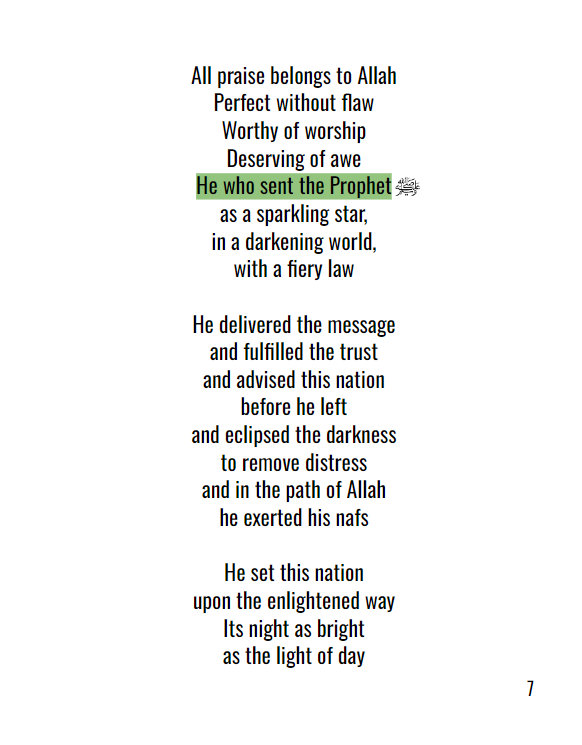 All praise belongs to Allah
Perfect without flaw
Worthy of worship
Deserving of awe
He who sent the Prophet ﷺ
as a sparkling star,
in a darkening world,
with a fiery law
He delivered the message
and fulfilled the trust
and advised this nation
before he left
and eclipsed the darkness
to remove distress
and in the path of Allah
he exerted his nafs
He set this nation
upon the enlightened way
Its night as bright
as the light of day
7